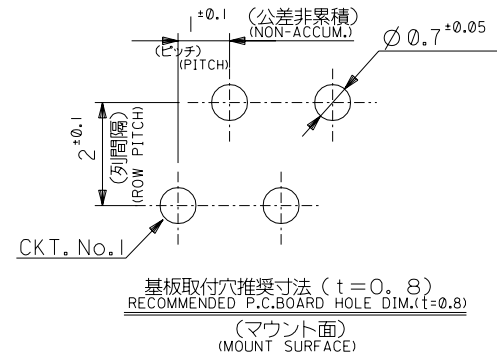 1±0.1
(公差非累積)
(NON-ACCUM.)
(ピッチ)
(PITCH)
Ø 0.7±0.05
2±0.1
(列間隔)
(ROW PITCH)
CKT. No.1
基板取付穴推奨寸法 (t=0. 8)
RECOMMENDED P.C.BOARD HOLE DIM.(t=0.8)
(マウント面)
(MOUNT SURFACE)